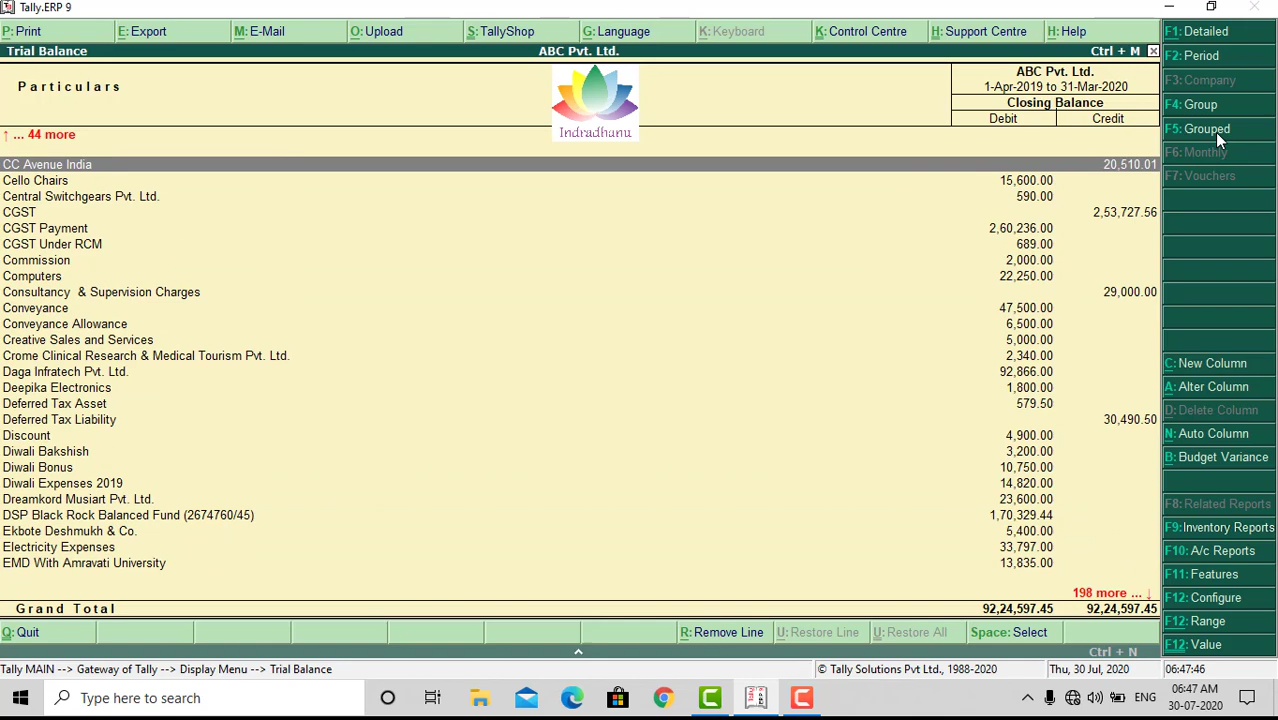 Tally.ERP 9
P: Print E: Export M: E-Mail O: Upload S: TallyShop G: Language K: Keyboard K: Control Centre H: Support Centre H: Help
Trial Balance ABC Pvt. Ltd. Ctrl + M
Particulars
ABC Pvt. Ltd.
1-Apr-2019 to 31-Mar-2020
Closing Balance
Debit Credit
Indradhanu
↑ ... 44 more
CC Avenue India 20,510.01
Cello Chairs 15,600.00
Central Switchgears Pvt. Ltd. 590.00
CGST 2,53,727.56
CGST Payment 2,60,236.00
CGST Under RCM 689.00
Commission 2,000.00
Computers 22,250.00
Consultancy & Supervision Charges 29,000.00
Conveyance 47,500.00
Conveyance Allowance 6,500.00
Creative Sales and Services 5,000.00
Crome Clinical Research & Medical Tourism Pvt. Ltd. 2,340.00
Daga Infratech Pvt. Ltd. 92,866.00
Deepika Electronics 1,800.00
Deferred Tax Asset 579.50
Deferred Tax Liability 30,490.50
Discount 4,900.00
Diwali Bakshish 3,200.00
Diwali Bonus 10,750.00
Diwali Expenses 2019 14,820.00
Dreamkord Musiart Pvt. Ltd. 23,600.00
DSP Black Rock Balanced Fund (2674760/45) 1,70,329.44
Ekbote Deshmukh & Co. 5,400.00
Electricity Expenses 33,797.00
EMD With Amravati University 13,835.00
198 more ... ↓
Grand Total 92,24,597.45 92,24,597.45
Q: Quit R: Remove Line U: Restore Line U: Restore All Space: Select
Ctrl + N
F1: Detailed
F2: Period
F3: Company
F4: Group
F5: Grouped
F6: Monthly
F7: Vouchers
C: New Column
A: Alter Column
D: Delete Column
N: Auto Column
B: Budget Variance
F8: Related Reports
F9: Inventory Reports
F10: A/c Reports
F11: Features
F12: Configure
F12: Range
F12: Value
Tally MAIN --> Gateway of Tally --> Display Menu --> Trial Balance © Tally Solutions Pvt Ltd., 1988-2020 Thu, 30 Jul, 2020 06:47:46
Type here to search ENG 06:47 AM
30-07-2020